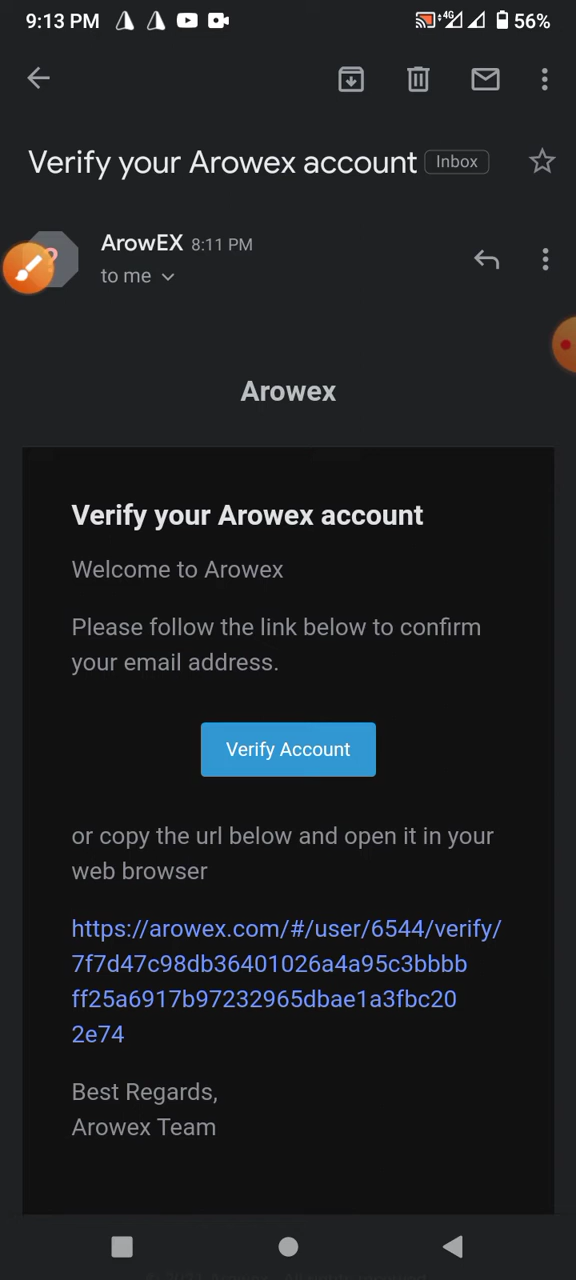 9:13 PM 4G 56%
Verify your Arowex account Inbox
ArowEX 8:11 PM
to me
Arowex
Verify your Arowex account
Welcome to Arowex
Please follow the link below to confirm
your email address.
Verify Account
or copy the url below and open it in your
web browser
https://arowex.com/#/user/6544/verify/
7f7d47c98db36401026a4a95c3bbbb
ff25a6917b97232965dbae1a3fbc20
2e74
Best Regards,
Arowex Team